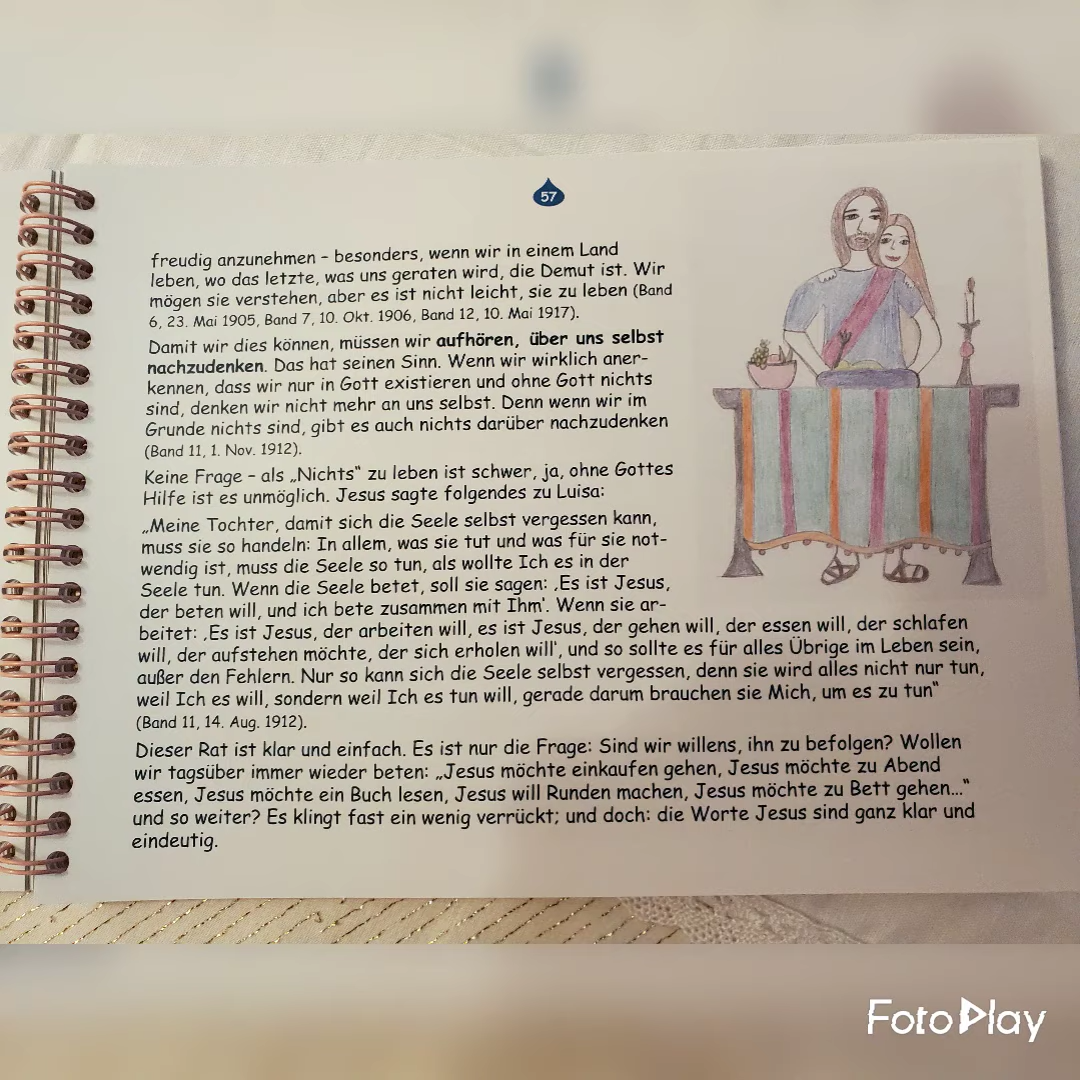 57
freudig anzunehmen – besonders, wenn wir in einem Land
leben, wo das letzte, was uns geraten wird, die Demut ist. Wir
mögen sie verstehen, aber es ist nicht leicht, sie zu leben (Band
6, 23. Mai 1905, Band 7, 10. Okt. 1906, Band 12, 10. Mai 1917).
Damit wir dies können, müssen wir aufhören, über uns selbst
nachzudenken. Das hat seinen Sinn. Wenn wir wirklich aner-
kennen, dass wir nur in Gott existieren und ohne Gott nichts
sind, denken wir nicht mehr an uns selbst. Denn wenn wir im
Grunde nichts sind, gibt es auch nichts darüber nachzudenken
(Band 11, 1. Nov. 1912).
Keine Frage – als „Nichts“ zu leben ist schwer, ja, ohne Gottes
Hilfe ist es unmöglich. Jesus sagte folgendes zu Luisa:
„Meine Tochter, damit sich die Seele selbst vergessen kann,
muss sie so handeln: In allem, was sie tut und was für sie not-
wendig ist, muss die Seele so tun, als wollte Ich es in der
Seele tun. Wenn die Seele betet, soll sie sagen: ‚Es ist Jesus,
der beten will, und ich bete zusammen mit Ihm‘. Wenn sie ar-
beitet: ‚Es ist Jesus, der arbeiten will, es ist Jesus, der gehen will, der essen will, der schlafen
will, der aufstehen möchte, der sich erholen will‘, und so sollte es für alles Übrige im Leben sein,
außer den Fehlern. Nur so kann sich die Seele selbst vergessen, denn sie wird alles nicht nur tun,
weil Ich es will, sondern weil Ich es tun will, gerade darum brauchen sie Mich, um es zu tun“
(Band 11, 14. Aug. 1912).
Dieser Rat ist klar und einfach. Es ist nur die Frage: Sind wir willens, ihn zu befolgen? Wollen
wir tagsüber immer wieder beten: „Jesus möchte einkaufen gehen, Jesus möchte zu Abend
essen, Jesus möchte ein Buch lesen, Jesus will Runden machen, Jesus möchte zu Bett gehen...“
und so weiter? Es klingt fast ein wenig verrückt; und doch: die Worte Jesus sind ganz klar und
eindeutig.
FotoPlay